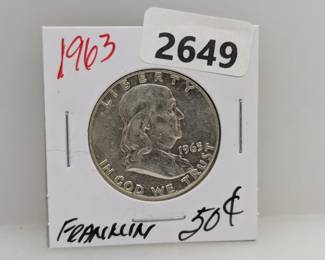 1963
2649
LIBERTY
1963
IN GOD WE TRUST
FRANKLIN 50¢